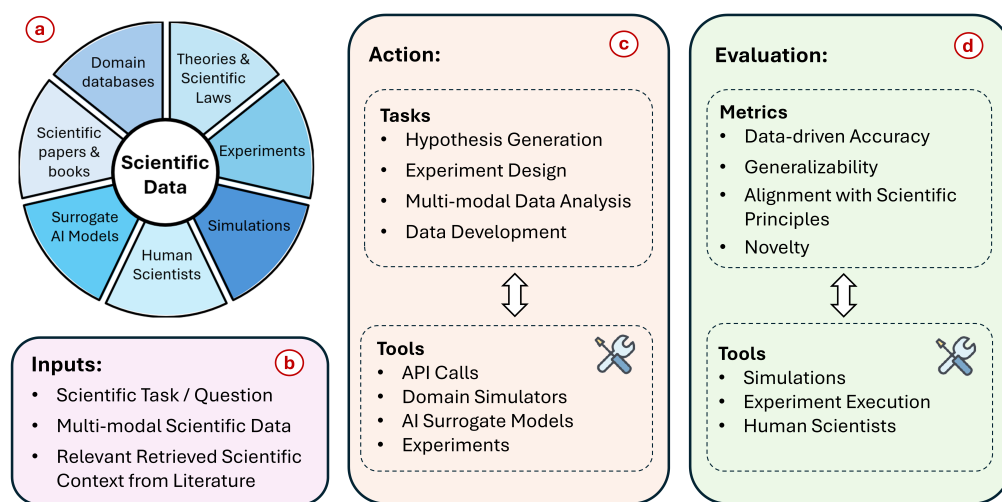 a
Domain
databases
Theories &
Scientific
Laws
Experiments
Simulations
Human
Scientists
Surrogate
AI Models
Scientific
papers &
books
Scientific
Data
Inputs:
b
• Scientific Task / Question
• Multi-modal Scientific Data
• Relevant Retrieved Scientific
Context from Literature
Action:
c
Tasks
• Hypothesis Generation
• Experiment Design
• Multi-modal Data Analysis
• Data Development
Tools
• API Calls
• Domain Simulators
• AI Surrogate Models
• Experiments
Evaluation:
d
Metrics
• Data-driven Accuracy
• Generalizability
• Alignment with Scientific
Principles
• Novelty
Tools
• Simulations
• Experiment Execution
• Human Scientists